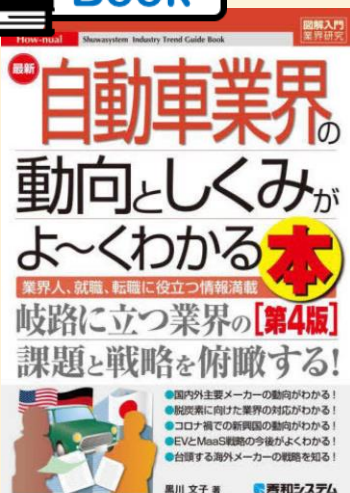 Book
How-nual
Shuwasystem Industry Trend Guide Book
図解入門
業界研究
最新
自動車業界の
動向としくみが
よ〜くわかる本
業界人、就職、転職に役立つ情報満載
岐路に立つ業界の[第4版]
課題と戦略を俯瞰する!
●国内外主要メーカーの動向がわかる!
●脱炭素に向けた業界の対応がわかる!
●コロナ禍での新興国の動向がわかる!
●EVとMaaS戦略の今後がよくわかる!
●台頭する海外メーカーの戦略を知る!
黒川 文子 著
秀和システム